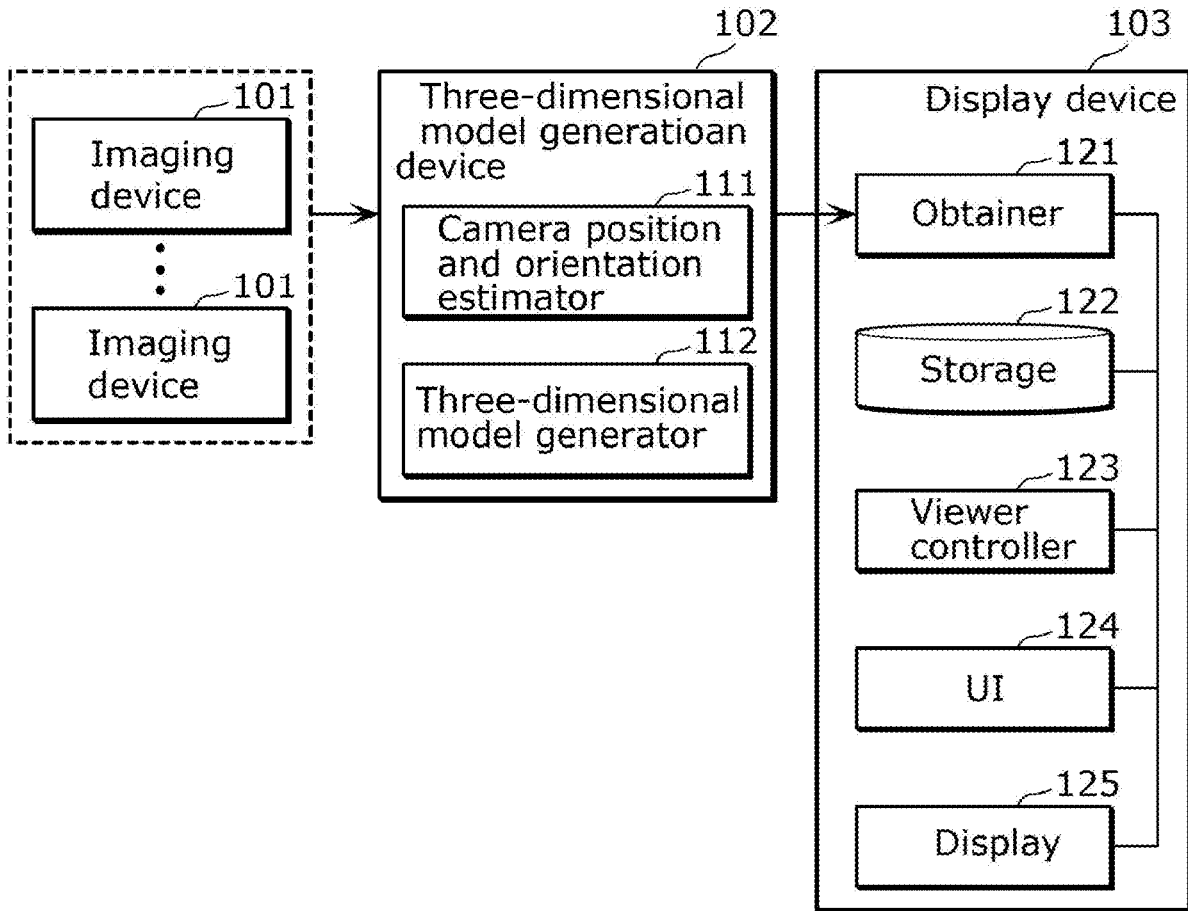 101
Imaging
device
101
Imaging
device
102
Three-dimensional
model generatioan
device
111
Camera position
and orientation
estimator
112
Three-dimensional
model generator
103
Display device
121
Obtainer
122
Storage
123
Viewer
controller
124
UI
125
Display